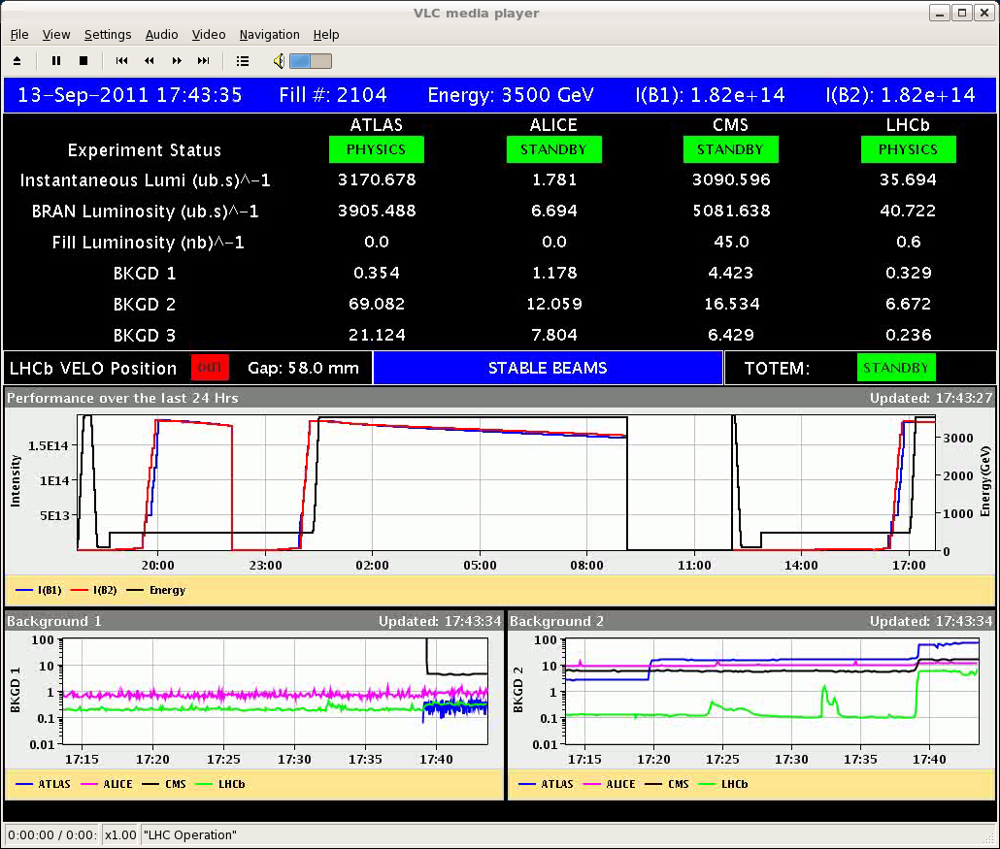 VLC media player
File View Settings Audio Video Navigation Help
13-Sep-2011 17:43:35 Fill #: 2104 Energy: 3500 GeV I(B1): 1.82e+14 I(B2): 1.82e+14
ATLAS ALICE CMS LHCb
Experiment Status PHYSICS STANDBY STANDBY PHYSICS
Instantaneous Lumi (ub.s)^-1 3170.678 1.781 3090.596 35.694
BRAN Luminosity (ub.s)^-1 3905.488 6.694 5081.638 40.722
Fill Luminosity (nb)^-1 0.0 0.0 45.0 0.6
BKGD 1 0.354 1.178 4.423 0.329
BKGD 2 69.082 12.059 16.534 6.672
BKGD 3 21.124 7.804 6.429 0.236
LHCb VELO Position OUT Gap: 58.0 mm STABLE BEAMS TOTEM: STANDBY
Performance over the last 24 Hrs Updated: 17:43:27
Intensity
1.5E14
1E14
5E13
3000
2000
1000
0
Energy(GeV)
20:00 23:00 02:00 05:00 08:00 11:00 14:00 17:00
I(B1) I(B2) Energy
Background 1 Updated: 17:43:34
BKGD 1
100
10
1
0.1
0.01
17:15 17:20 17:25 17:30 17:35 17:40
ATLAS ALICE CMS LHCb
Background 2 Updated: 17:43:34
BKGD 2
100
10
1
0.1
0.01
17:15 17:20 17:25 17:30 17:35 17:40
ATLAS ALICE CMS LHCb
0:00:00 / 0:00: x1.00 "LHC Operation"